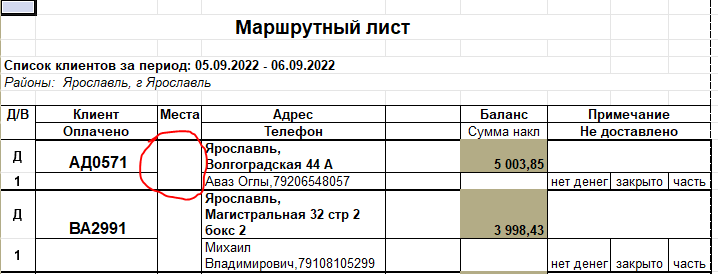 Маршрутный лист
Список клиентов за период: 05.09.2022 - 06.09.2022
Районы: Ярославль, г Ярославль
Д/В Клиент Места Адрес Баланс Примечание
Оплачено Телефон Сумма накл Не доставлено
Д АД0571 Ярославль,
Волгоградская 44 А 5 003,85
1 Аваз Оглы,79206548057 нет денег закрыто часть
Д ВА2991 Ярославль,
Магистральная 32 стр 2
бокс 2 3 998,43
1 Михаил
Владимирович,79108105299 нет денег закрыто часть